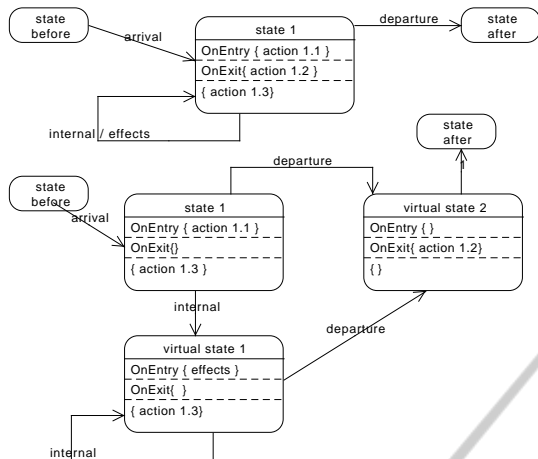 state
before
arrival
state 1
OnEntry { action 1.1 }
OnExit{ action 1.2 }
{ action 1.3}
internal / effects
departure
state
after
state
before
arrival
state 1
OnEntry { action 1.1 }
OnExit{}
{ action 1.3 }
departure
state
after
1
virtual state 2
OnEntry { }
OnExit{ action 1.2}
{ }
internal
departure
virtual state 1
OnEntry { effects }
OnExit{ }
{ action 1.3}
internal